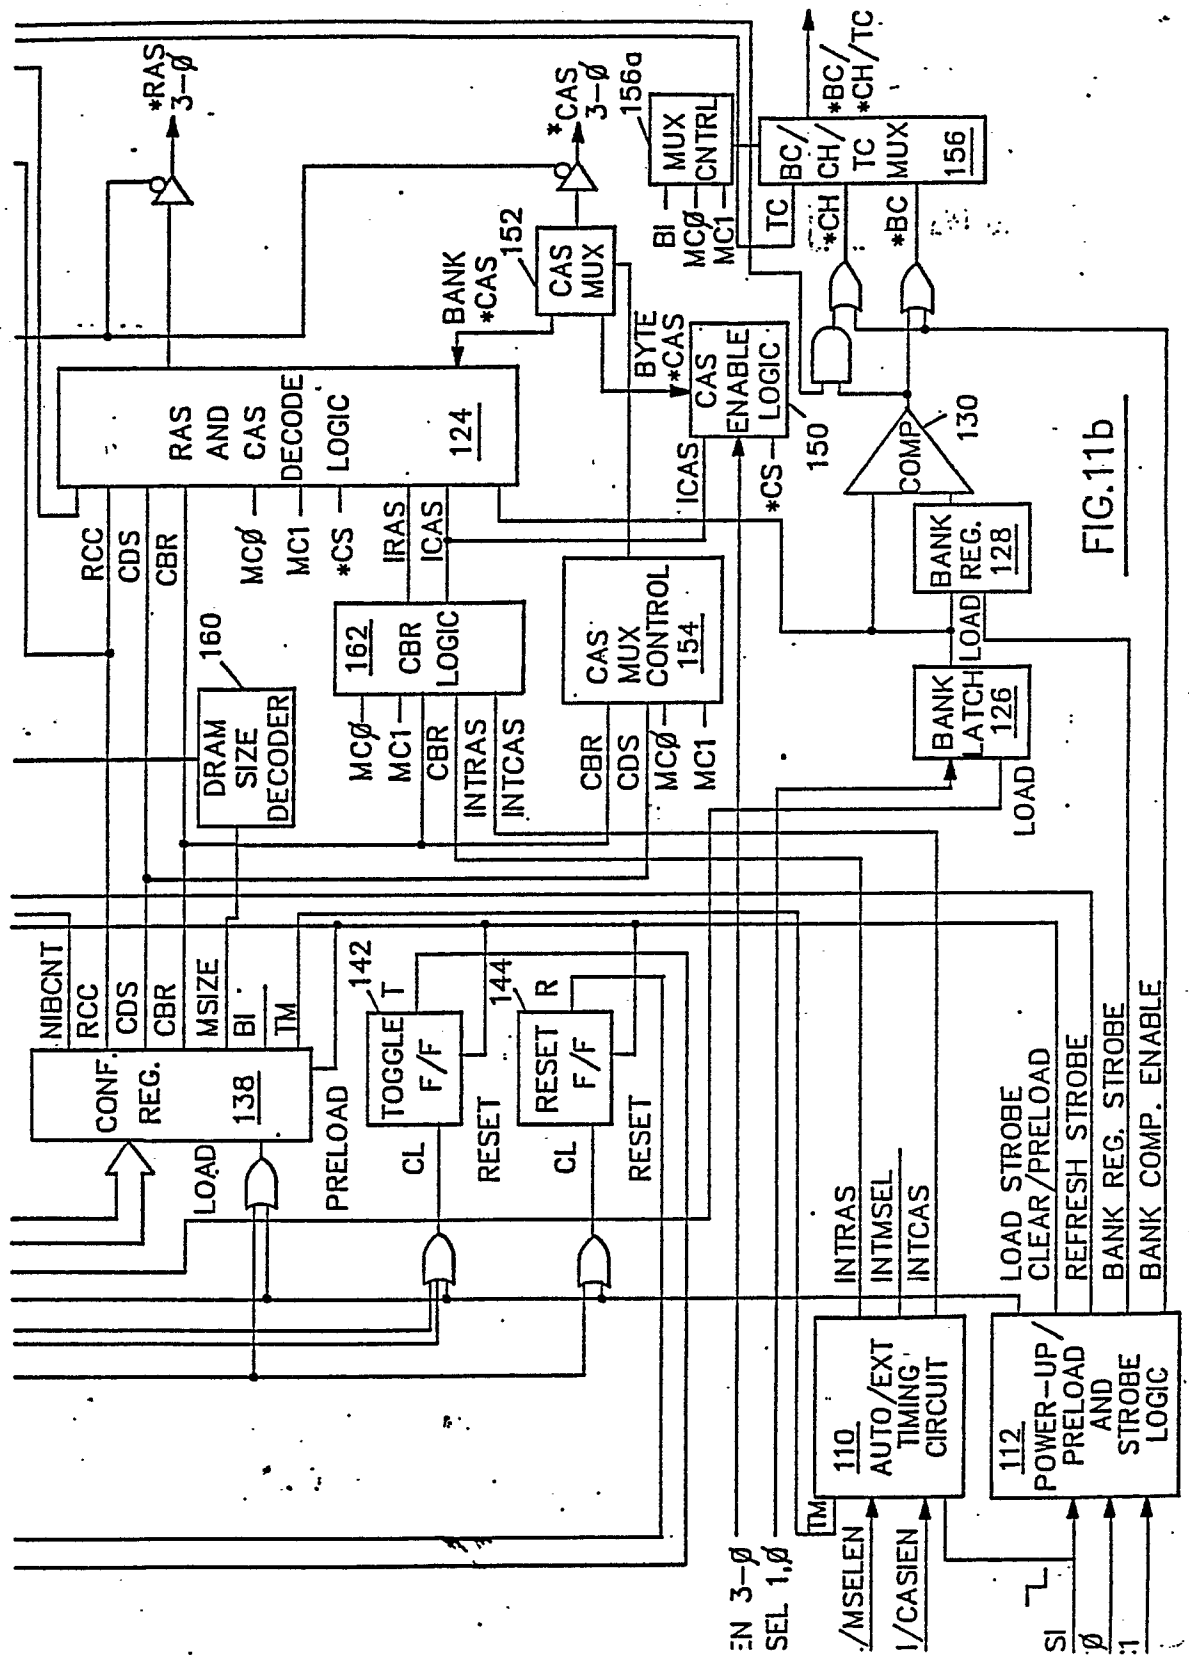 *RAS
3-Ø
*CAS
3-Ø
156a
MUX
CNTRL
BI
MCØ
MC1
*BC/
*CH/TC
BC/
CH/
TC
MUX
156
TC
*CH
*BC
152
CAS
MUX
BANK
*CAS
BYTE
*CAS
RAS
AND
CAS
DECODE
LOGIC
124
CAS
ENABLE
LOGIC
150
ICAS
*CS
COMP
130
FIG.11b
RCC
CDS
CBR
MCØ
MC1
*CS
IRAS
ICAS
160
DRAM
SIZE
DECODER
162
CBR
LOGIC
MCØ
MC1
CBR
INTRAS
INTCAS
CAS
MUX
CONTROL
154
CBR
CDS
MCØ
MC1
BANK
REG.
128
LOAD
BANK
LATCH
126
LOAD
NIBCNT
RCC
CDS
CBR
MSIZE
BI
TM
CONF.
REG.
138
LOAD
PRELOAD
142
T
TOGGLE
F/F
CL
RESET
144
R
RESET
F/F
CL
RESET
INTRAS
INTMSEL
INTCAS
LOAD STROBE
CLEAR/PRELOAD
REFRESH STROBE
BANK REG. STROBE
BANK COMP. ENABLE
110
AUTO/EXT
TIMING
CIRCUIT
TM
112
POWER-UP/
PRELOAD
AND
STROBE
LOGIC
EN 3-Ø
SEL 1,Ø
/MSELEN
1/CASIEN
SI
Ø
:1